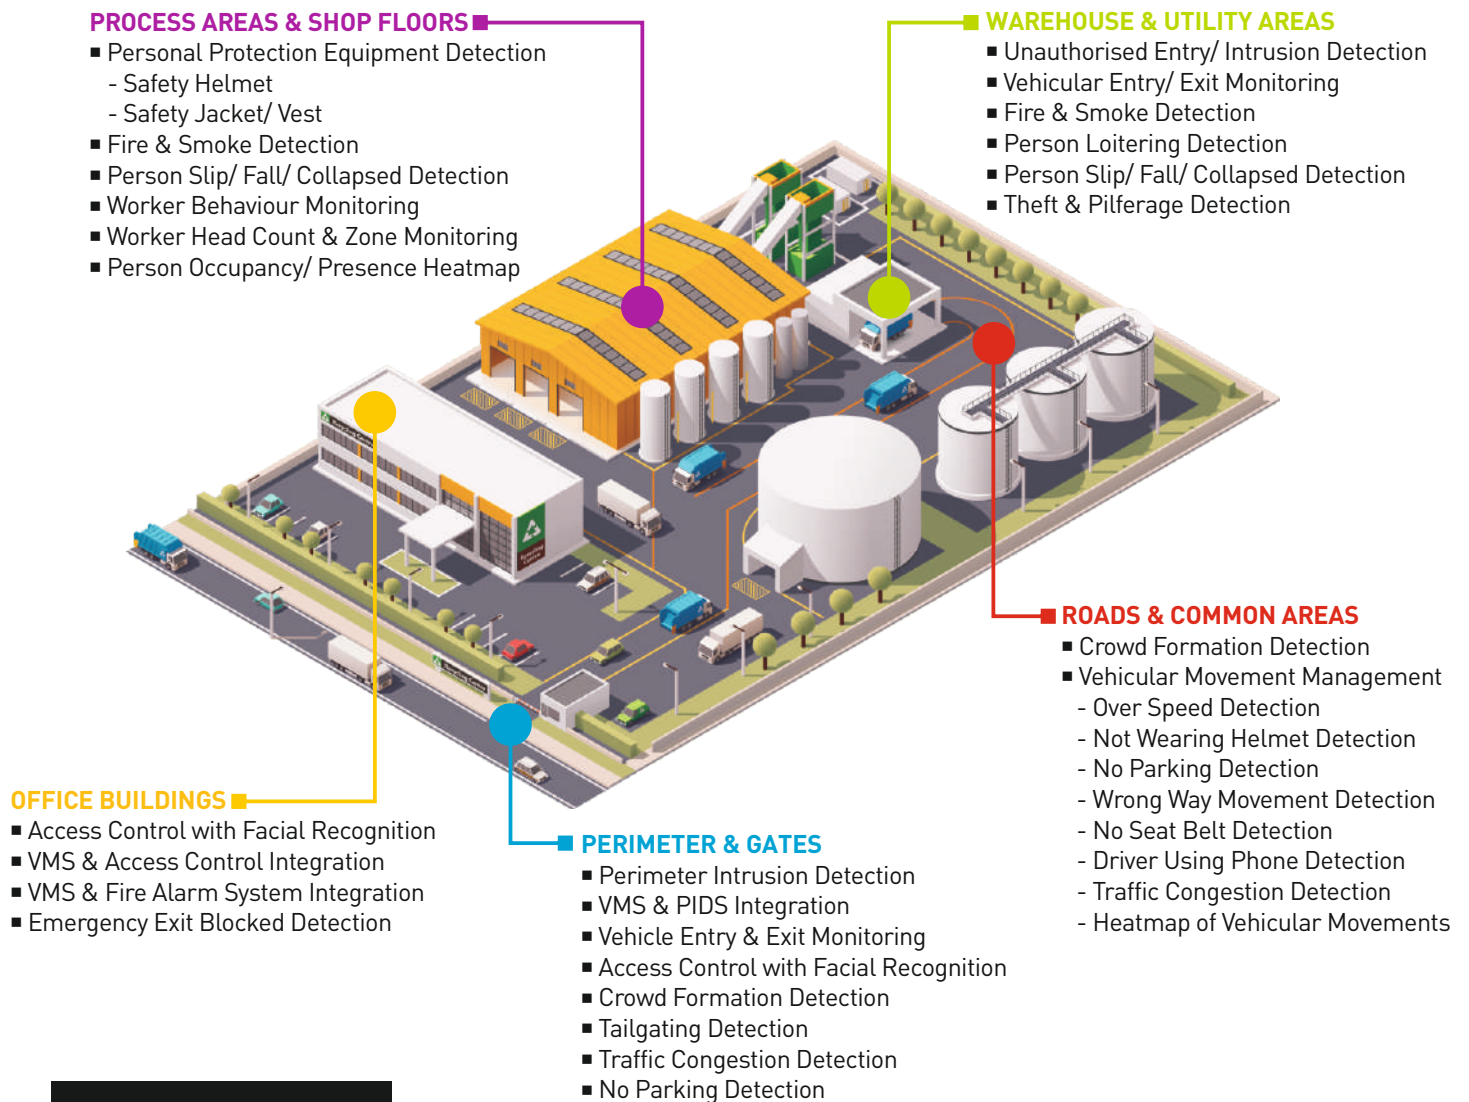 PROCESS AREAS & SHOP FLOORS
■ Personal Protection Equipment Detection
- Safety Helmet
- Safety Jacket/ Vest
■ Fire & Smoke Detection
■ Person Slip/ Fall/ Collapsed Detection
■ Worker Behaviour Monitoring
■ Worker Head Count & Zone Monitoring
■ Person Occupancy/ Presence Heatmap
WAREHOUSE & UTILITY AREAS
■ Unauthorised Entry/ Intrusion Detection
■ Vehicular Entry/ Exit Monitoring
■ Fire & Smoke Detection
■ Person Loitering Detection
■ Person Slip/ Fall/ Collapsed Detection
■ Theft & Pilferage Detection
Recycling Centre
Recycling
Centre
Recycling Centre
ROADS & COMMON AREAS
■ Crowd Formation Detection
■ Vehicular Movement Management
- Over Speed Detection
- Not Wearing Helmet Detection
- No Parking Detection
- Wrong Way Movement Detection
- No Seat Belt Detection
- Driver Using Phone Detection
- Traffic Congestion Detection
- Heatmap of Vehicular Movements
OFFICE BUILDINGS
■ Access Control with Facial Recognition
■ VMS & Access Control Integration
■ VMS & Fire Alarm System Integration
■ Emergency Exit Blocked Detection
PERIMETER & GATES
■ Perimeter Intrusion Detection
■ VMS & PIDS Integration
■ Vehicle Entry & Exit Monitoring
■ Access Control with Facial Recognition
■ Crowd Formation Detection
■ Tailgating Detection
■ Traffic Congestion Detection
■ No Parking Detection